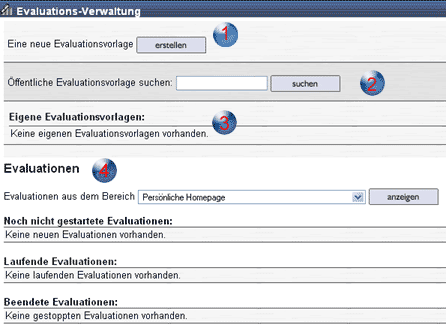 Evaluations-Verwaltung
1
Eine neue Evaluationsvorlage erstellen
Öffentliche Evaluationsvorlage suchen: suchen 2
Eigene Evaluationsvorlagen:
3
Keine eigenen Evaluationsvorlagen vorhanden.
Evaluationen 4
Evaluationen aus dem Bereich Persönliche Homepage anzeigen
Noch nicht gestartete Evaluationen:
Keine neuen Evaluationen vorhanden.
Laufende Evaluationen:
Keine laufenden Evaluationen vorhanden.
Beendete Evaluationen:
Keine gestoppten Evaluationen vorhanden.